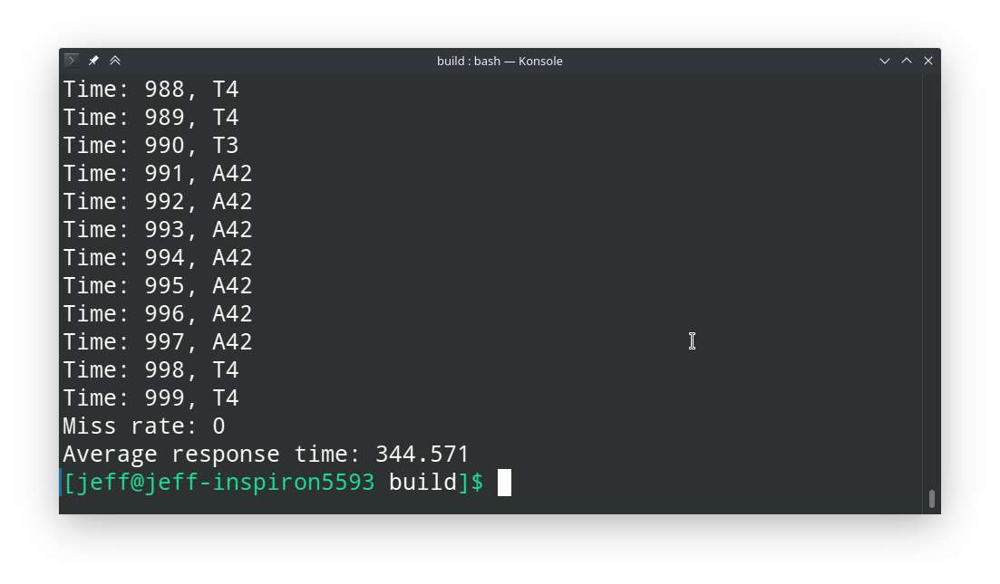 build : bash — Konsole
Time: 988, T4
Time: 989, T4
Time: 990, T3
Time: 991, A42
Time: 992, A42
Time: 993, A42
Time: 994, A42
Time: 995, A42
Time: 996, A42
Time: 997, A42
Time: 998, T4
Time: 999, T4
Miss rate: 0
Average response time: 344.571
[jeff@jeff-inspiron5593 build]$